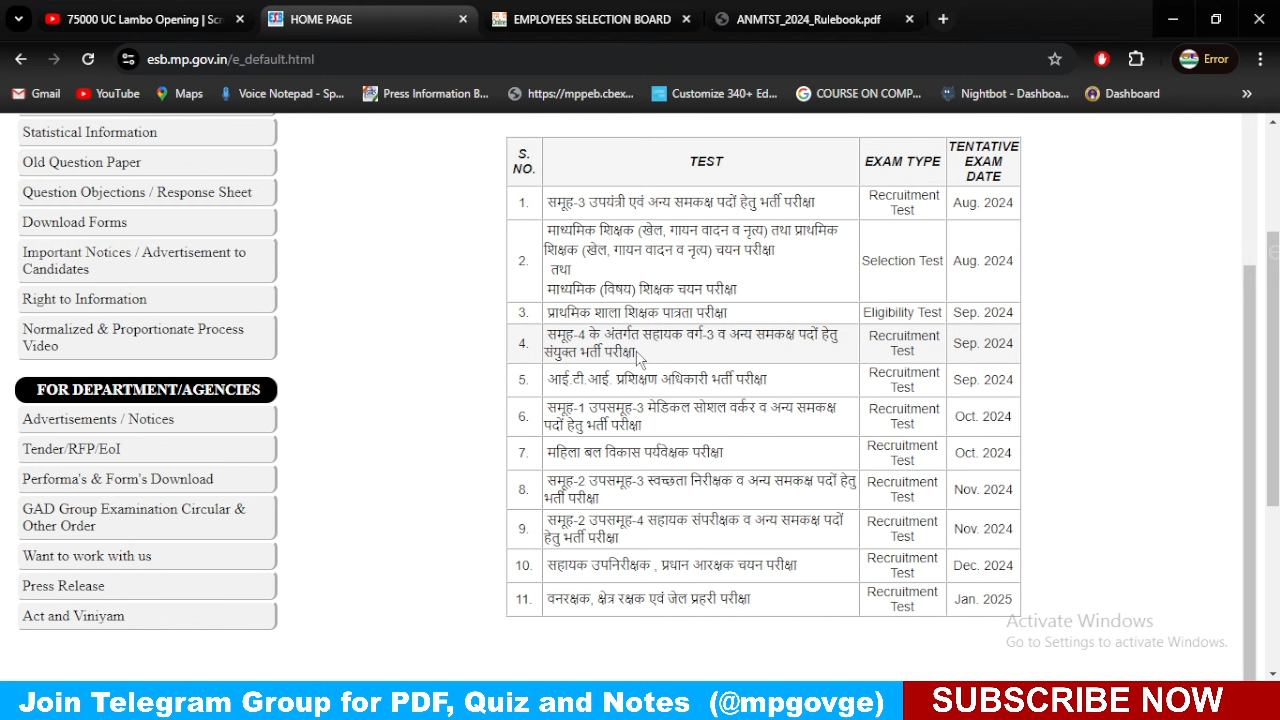 75000 UC Lambo Opening | Scr
HOME PAGE
EMPLOYEES SELECTION BOARD
ANMTST_2024_Rulebook.pdf
esb.mp.gov.in/e_default.html
Error
Gmail
YouTube
Maps
Voice Notepad - Sp...
Press Information B...
https://mppeb.cbex...
Customize 340+ Ed...
COURSE ON COMP...
Nightbot - Dashboa...
Dashboard
Statistical Information
Old Question Paper
Question Objections / Response Sheet
Download Forms
Important Notices / Advertisement to
Candidates
Right to Information
Normalized & Proportionate Process
Video
FOR DEPARTMENT/AGENCIES
Advertisements / Notices
Tender/RFP/EoI
Performa's & Form's Download
GAD Group Examination Circular &
Other Order
Want to work with us
Press Release
Act and Viniyam
S. NO. TEST EXAM TYPE TENTATIVE EXAM DATE
1. समूह-3 उपयंत्री एवं अन्य समकक्ष पदों हेतु भर्ती परीक्षा Recruitment Test Aug. 2024
2. माध्यमिक शिक्षक (खेल, गायन वादन व नृत्य) तथा प्राथमिक
शिक्षक (खेल, गायन वादन व नृत्य) चयन परीक्षा Selection Test Aug. 2024
तथा
माध्यमिक (विषय) शिक्षक चयन परीक्षा
3. प्राथमिक शाला शिक्षक पात्रता परीक्षा Eligibility Test Sep. 2024
4. समूह-4 के अंतर्गत सहायक वर्ग-3 व अन्य समकक्ष पदों हेतु
संयुक्त भर्ती परीक्षा Recruitment Test Sep. 2024
5. आई.टी.आई. प्रशिक्षण अधिकारी भर्ती परीक्षा Recruitment Test Sep. 2024
6. समूह-1 उपसमूह-3 मेडिकल सोशल वर्कर व अन्य समकक्ष
पदों हेतु भर्ती परीक्षा Recruitment Test Oct. 2024
7. महिला बल विकास पर्यवेक्षक परीक्षा Recruitment Test Oct. 2024
8. समूह-2 उपसमूह-3 स्वच्छता निरीक्षक व अन्य समकक्ष पदों हेतु
भर्ती परीक्षा Recruitment Test Nov. 2024
9. समूह-2 उपसमूह-4 सहायक संपरीक्षक व अन्य समकक्ष पदों
हेतु भर्ती परीक्षा Recruitment Test Nov. 2024
10. सहायक उपनिरीक्षक , प्रधान आरक्षक चयन परीक्षा Recruitment Test Dec. 2024
11. वनरक्षक, क्षेत्र रक्षक एवं जेल प्रहरी परीक्षा Recruitment Test Jan. 2025
Activate Windows
Go to Settings to activate Windows.
Join Telegram Group for PDF, Quiz and Notes (@mpgovge)
SUBSCRIBE NOW